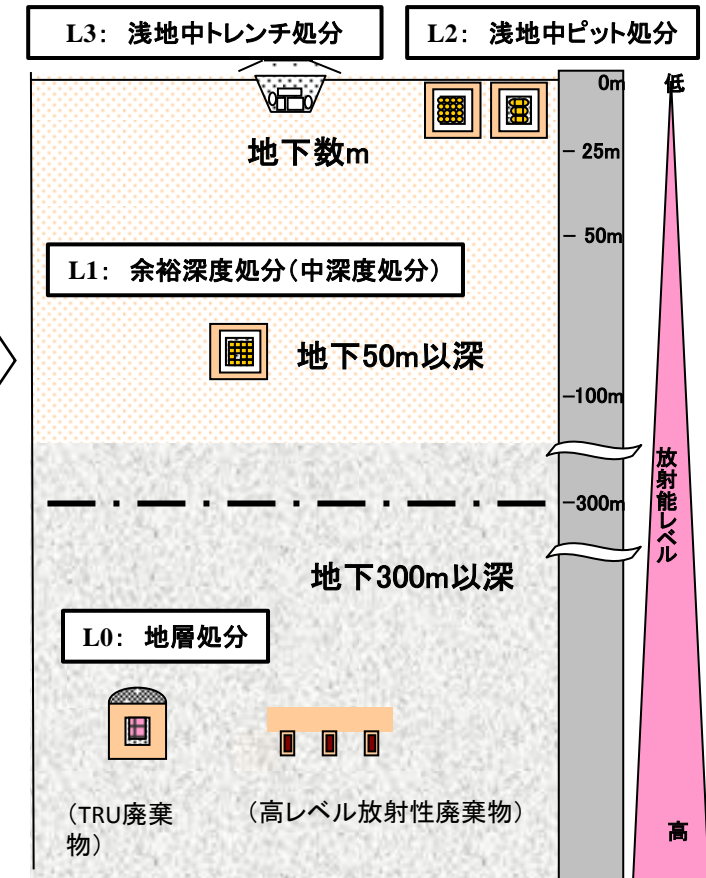 L3： 浅地中トレンチ処分
L2： 浅地中ピット処分
0m
低
地下数m
－ 25m
－ 50m
L1： 余裕深度処分（中深度処分）
地下50m以深
－100m
放射能レベル
－300m
地下300m以深
L0： 地層処分
（TRU廃棄
物）
（高レベル放射性廃棄物）
高